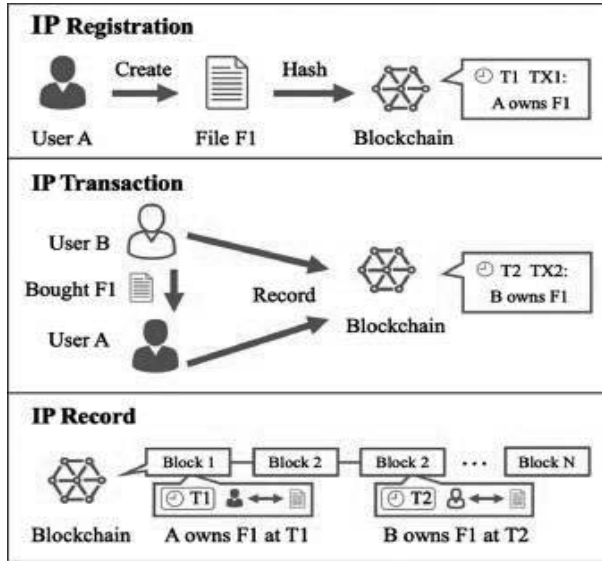 IP Registration
Create
Hash
T1 TX1:
A owns F1
User A
File F1
Blockchain
IP Transaction
User B
Bought F1
User A
Record
Blockchain
T2 TX2:
B owns F1
IP Record
Block 1
Block 2
Block 2
...
Block N
T1
T2
Blockchain
A owns F1 at T1
B owns F1 at T2